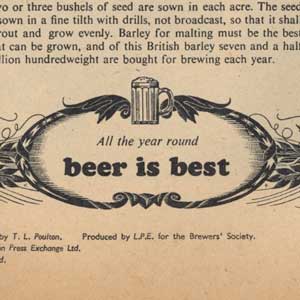 or three bushels of seed are sown in each acre. The seed
sown in a fine tilth with drills, not broadcast, so that it shal
rout and grow evenly. Barley for malting must be the best
at can be grown, and of this British barley seven and a half
llion hundredweight are bought for brewing each year.
All the year round
beer is best
by T. L. Poulton,
Produced by L.P.E. for the Brewers' Society.
n Press Exchange Ltd,
d.